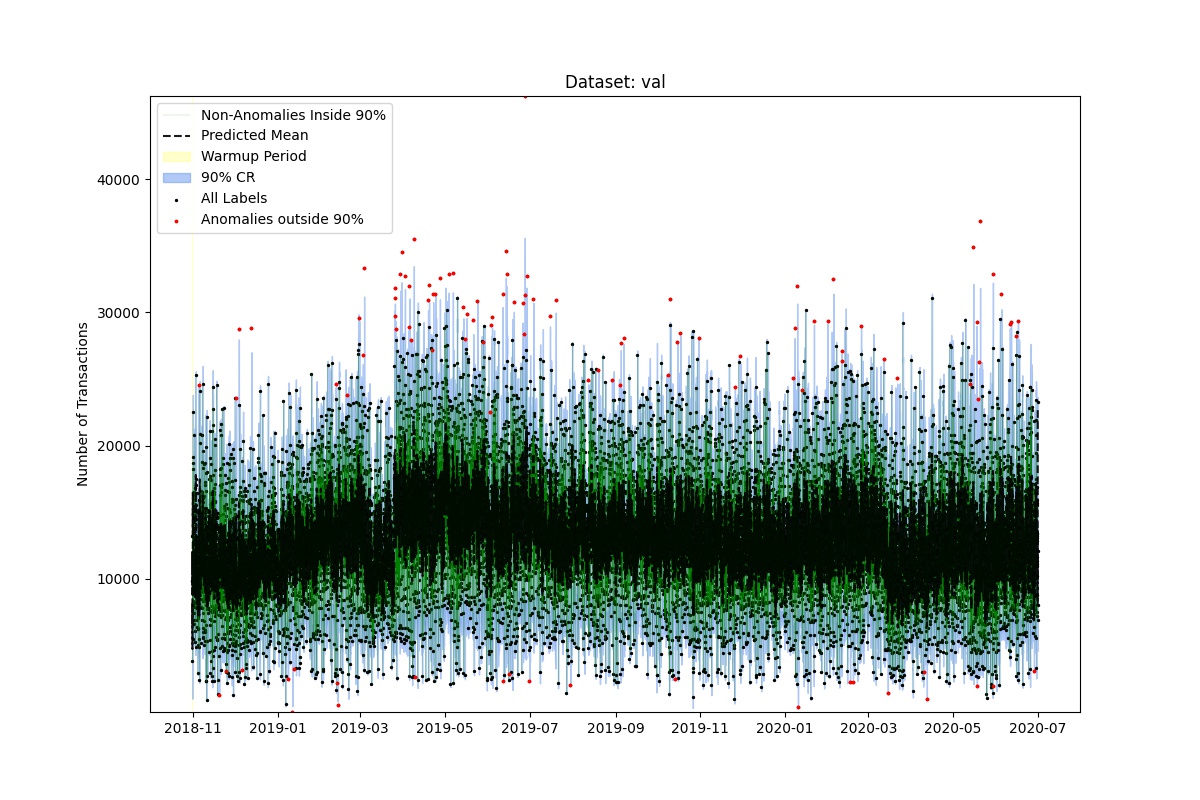 Dataset: val
Non-Anomalies Inside 90%
Predicted Mean
Warmup Period
90% CR
All Labels
Anomalies outside 90%
Number of Transactions
40000
30000
20000
10000
2018-11 2019-01 2019-03 2019-05 2019-07 2019-09 2019-11 2020-01 2020-03 2020-05 2020-07